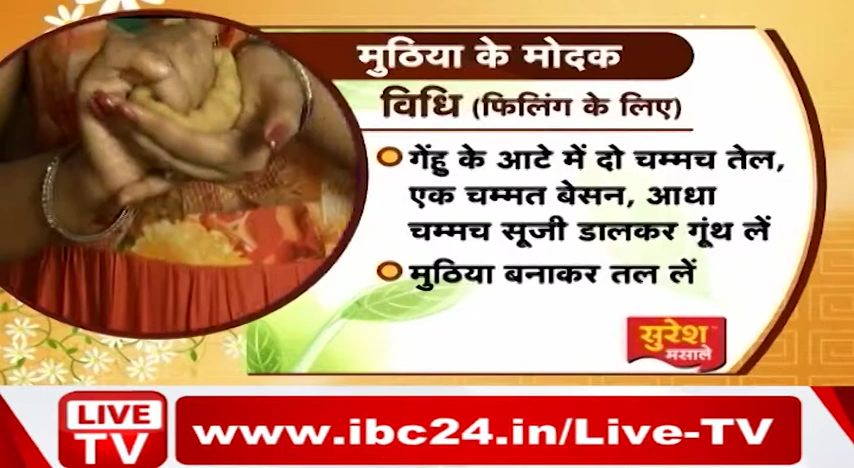 मुठिया के मोदक
विधि (फिलिंग के लिए)
गेंहु के आटे में दो चम्मच तेल,
एक चम्मत बेसन, आधा
चम्मच सूजी डालकर गूंथ लें
मुठिया बनाकर तल लें
सुरेश™
मसाले
LIVE
TV
www.ibc24.in/Live-TV